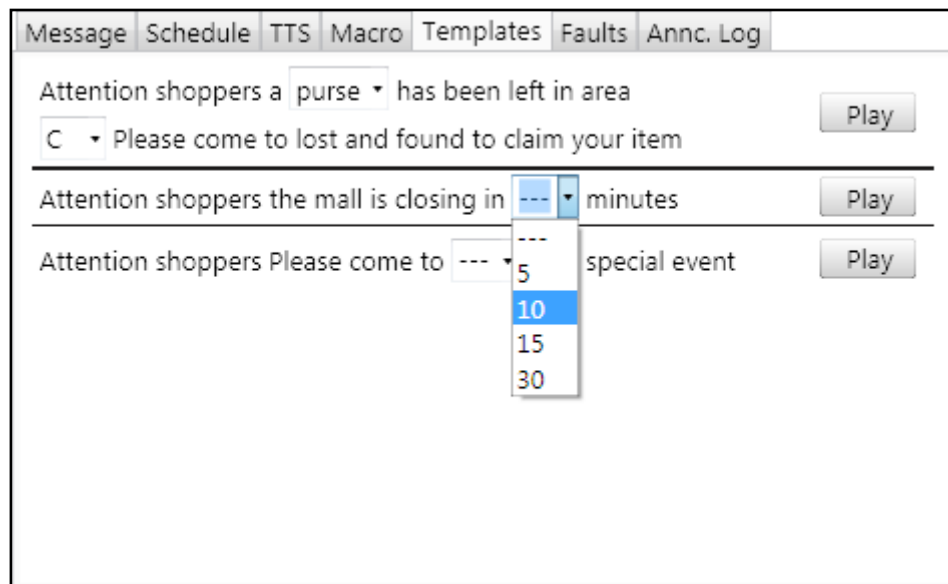 Message Schedule TTS Macro Templates Faults Annc. Log
Attention shoppers a purse has been left in area
C Please come to lost and found to claim your item
Play
Attention shoppers the mall is closing in --- minutes
Play
Attention shoppers Please come to --- special event
Play
---
5
10
15
30